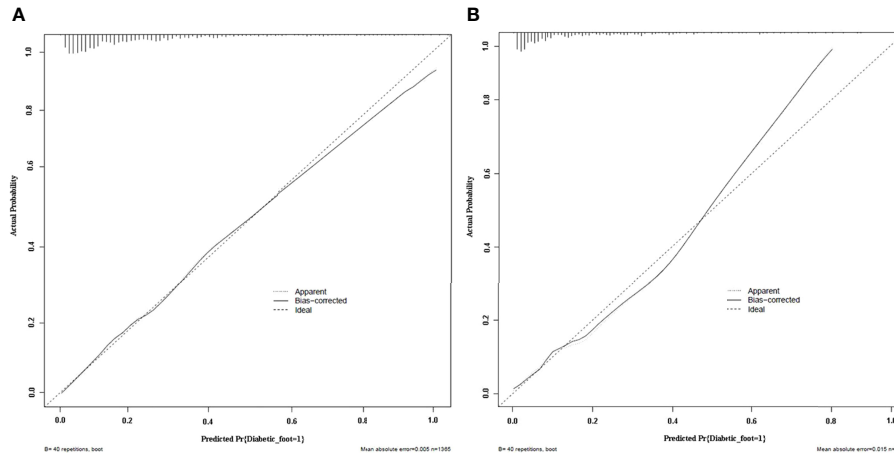 A
B
1.0
0.8
0.6
0.4
0.2
0.0
Actual Probability
Apparent
Bias-corrected
Ideal
0.0 0.2 0.4 0.6 0.8 1.0
Predicted Pr{Diabetic_foot=1}
B= 40 repetitions, boot
Mean absolute error=0.005 n=1365
1.0
0.8
0.6
0.4
0.2
0.0
Actual Probability
Apparent
Bias-corrected
Ideal
0.0 0.2 0.4 0.6 0.8 1.0
Predicted Pr{Diabetic_foot=1}
B= 40 repetitions, boot
Mean absolute error=0.015 n=